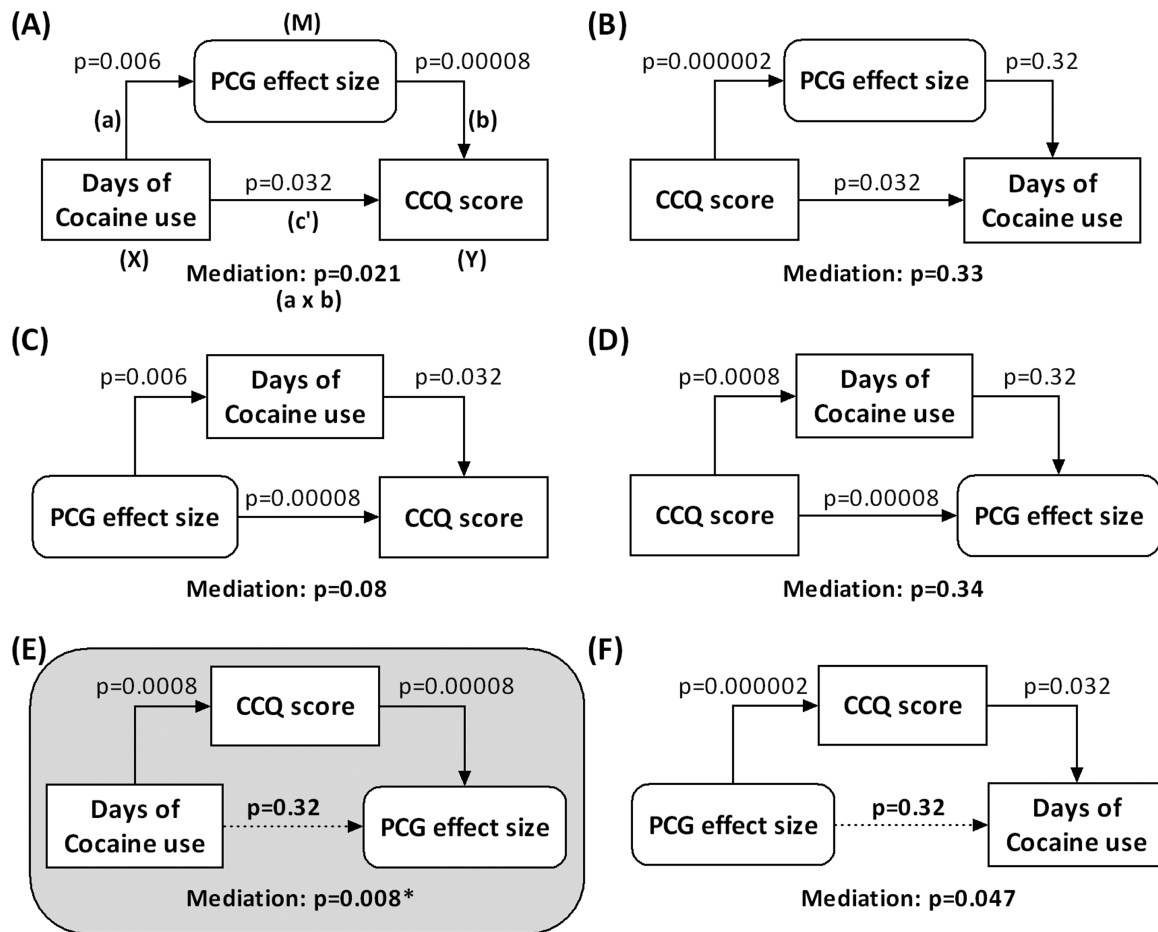 (A)
(M)
p=0.006
PCG effect size
p=0.00008
(a)
(b)
Days of
Cocaine use
p=0.032
(c')
CCQ score
(X)
(Y)
Mediation: p=0.021
(a x b)
(B)
p=0.000002
PCG effect size
p=0.32
CCQ score
p=0.032
Days of
Cocaine use
Mediation: p=0.33
(C)
p=0.006
Days of
Cocaine use
p=0.032
PCG effect size
p=0.00008
CCQ score
Mediation: p=0.08
(D)
p=0.0008
Days of
Cocaine use
p=0.32
CCQ score
p=0.00008
PCG effect size
Mediation: p=0.34
(E)
p=0.0008
CCQ score
p=0.00008
Days of
Cocaine use
p=0.32
PCG effect size
Mediation: p=0.008*
(F)
p=0.000002
CCQ score
p=0.032
PCG effect size
p=0.32
Days of
Cocaine use
Mediation: p=0.047